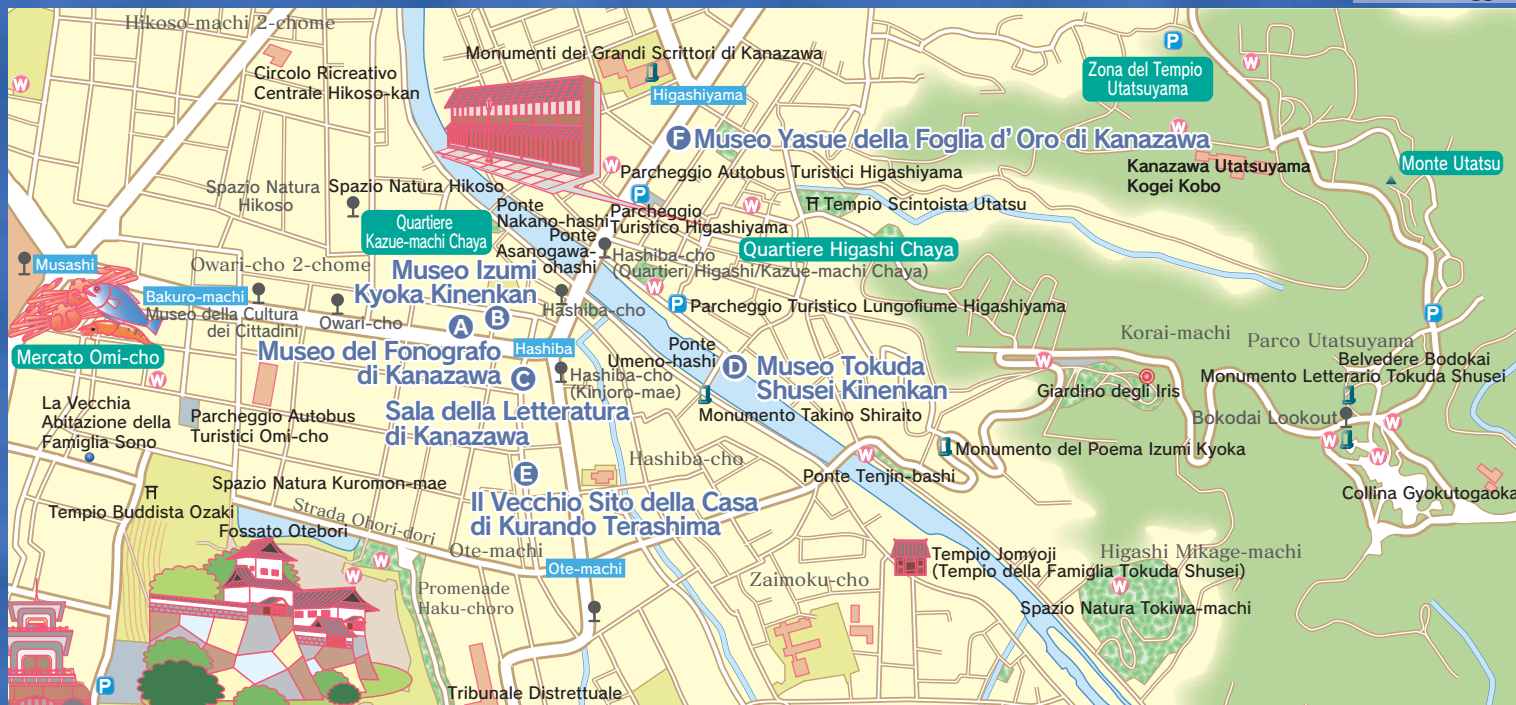 Hikoso-machi 2-chome
Monumenti dei Grandi Scrittori di Kanazawa
Circolo Ricreativo
Centrale Hikoso-kan
Higashiyama
Zona del Tempio
Utatsuyama
F Museo Yasue della Foglia d' Oro di Kanazawa
Kanazawa Utatsuyama
Kogei Kobo
Monte Utatsu
Parcheggio Autobus Turistici Higashiyama
Spazio Natura
Hikoso
Spazio Natura Hikoso
Ponte
Nakano-hashi
Parcheggio
Turistico Higashiyama
Tempio Scintoista Utatsu
Quartiere
Kazue-machi Chaya
Ponte
Asanogawa-
ohashi
Hashiba-cho
(Quartieri Higashi/Kazue-machi Chaya)
Quartiere Higashi Chaya
Musashi
Owari-cho 2-chome
Museo Izumi
Kyoka Kinenkan
Bakuro-machi
Museo della Cultura
dei Cittadini
Owari-cho
A
B
Hashiba-cho
P Parcheggio Turistico Lungofiume Higashiyama
Mercato Omi-cho
Museo del Fonografo
di Kanazawa
C
Hashiba
Hashiba-cho
(Kinjoro-mae)
Ponte
Umeno-hashi
D Museo Tokuda
Shusei Kinenkan
Korai-machi
Parco Utatsuyama
Belvedere Bodokai
Monumento Letterario Tokuda Shusei
Giardino degli Iris
Bokodai Lookout
La Vecchia
Abitazione della
Famiglia Sono
Parcheggio Autobus
Turistici Omi-cho
Sala della Letteratura
di Kanazawa
Monumento Takino Shiraito
Monumento del Poema Izumi Kyoka
Hashiba-cho
Ponte Tenjin-bashi
E
Il Vecchio Sito della Casa
di Kurando Terashima
Collina Gyokutogaoka
Spazio Natura Kuromon-mae
Tempio Buddista Ozaki
Strada Ohori-dori
Fossato Otebori
Ote-machi
Ote-machi
Promenade
Haku-choro
Zaimoku-cho
Tempio Jomyoji
(Tempio della Famiglia Tokuda Shusei)
Higashi Mikage-machi
Spazio Natura Tokiwa-machi
Tribunale Distrettuale